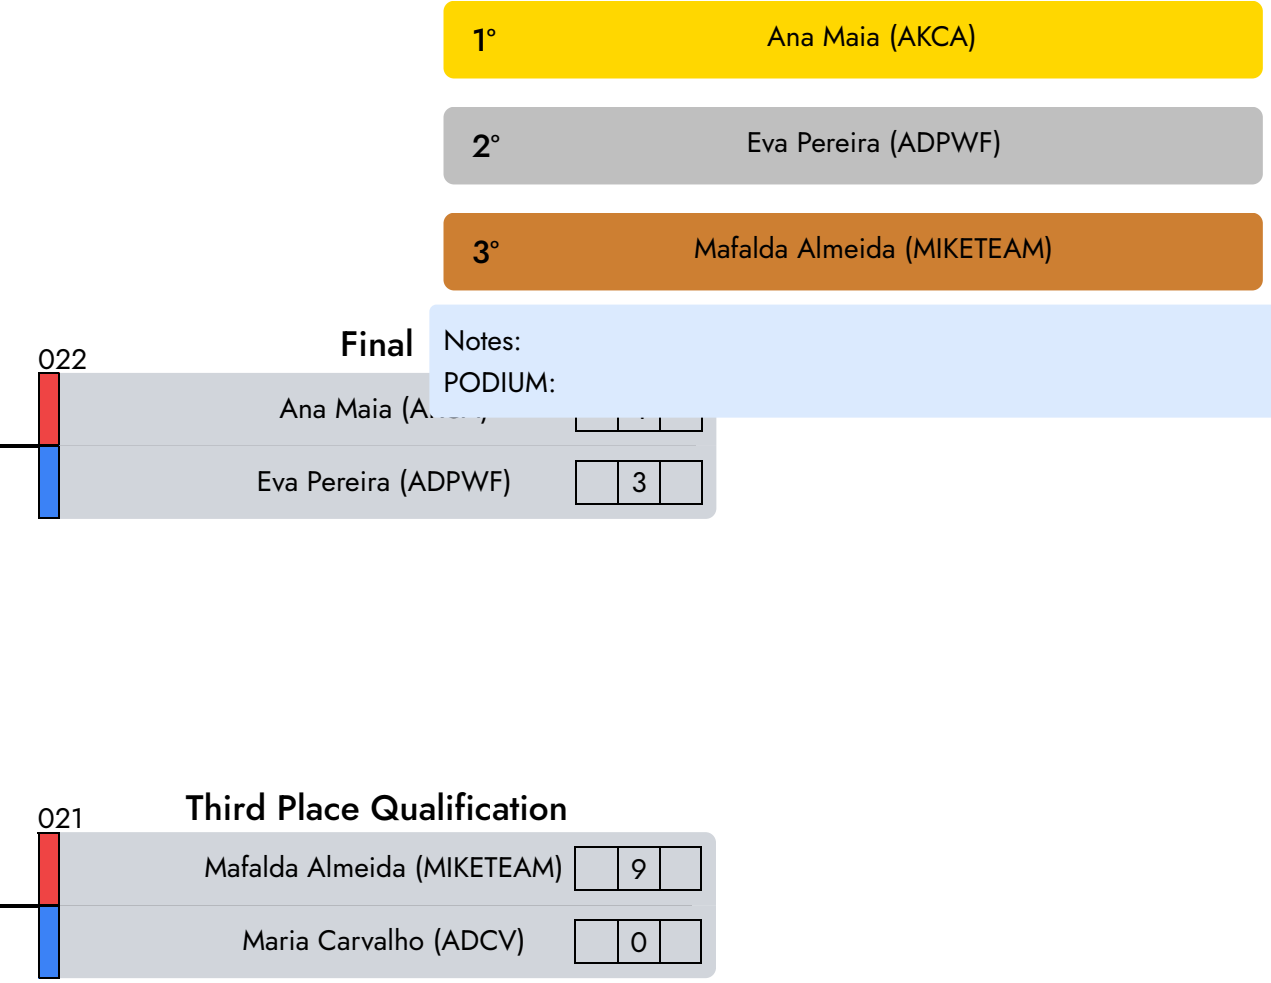 1° Ana Maia (AKCA)
2° Eva Pereira (ADPWF)
3° Mafalda Almeida (MIKETEAM)
Notes:
PODIUM:
Final
022
Ana Maia
Eva Pereira (ADPWF) 3
Third Place Qualification
021
Mafalda Almeida (MIKETEAM) 9
Maria Carvalho (ADCV) 0